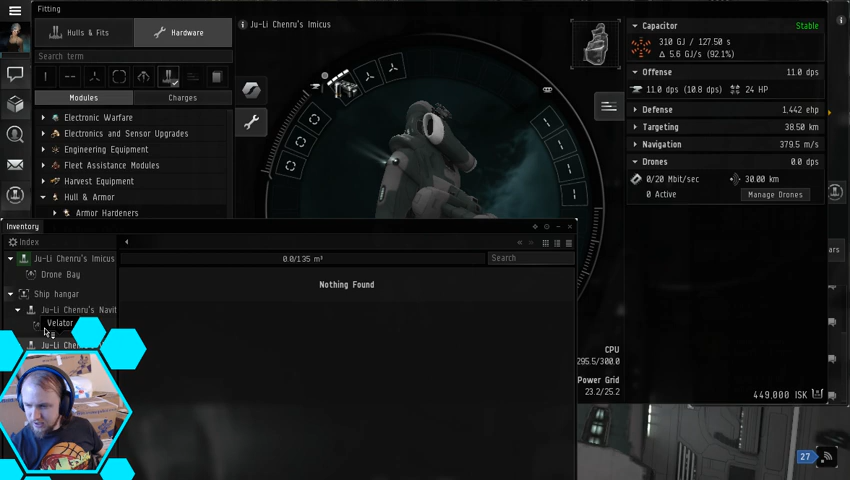 Fitting
Hulls & Fits
Hardware
Search term
Modules
Charges
Electronic Warfare
Electronics and Sensor Upgrades
Engineering Equipment
Fleet Assistance Modules
Harvest Equipment
Hull & Armor
Armor Hardeners
Ju-Li Chenru's Imicus
Capacitor
Stable
310 GJ / 127.50 s
Δ 5.6 GJ/s (92.1%)
Offense
11.0 dps
11.0 dps (10.8 dps)
24 HP
Defense
1,442 ehp
Targeting
38.50 km
Navigation
379.5 m/s
Drones
0.0 dps
0/20 Mbit/sec
30.00 km
0 Active
Manage Drones
CPU
295.5/300.0
Power Grid
23.2/25.2
449,000 ISK
Inventory
Index
Ju-Li Chenru's Imicus
Drone Bay
Ship hangar
Ju-Li Chenru's Navit
Velator
0.0/135 m³
Search
Nothing Found
27